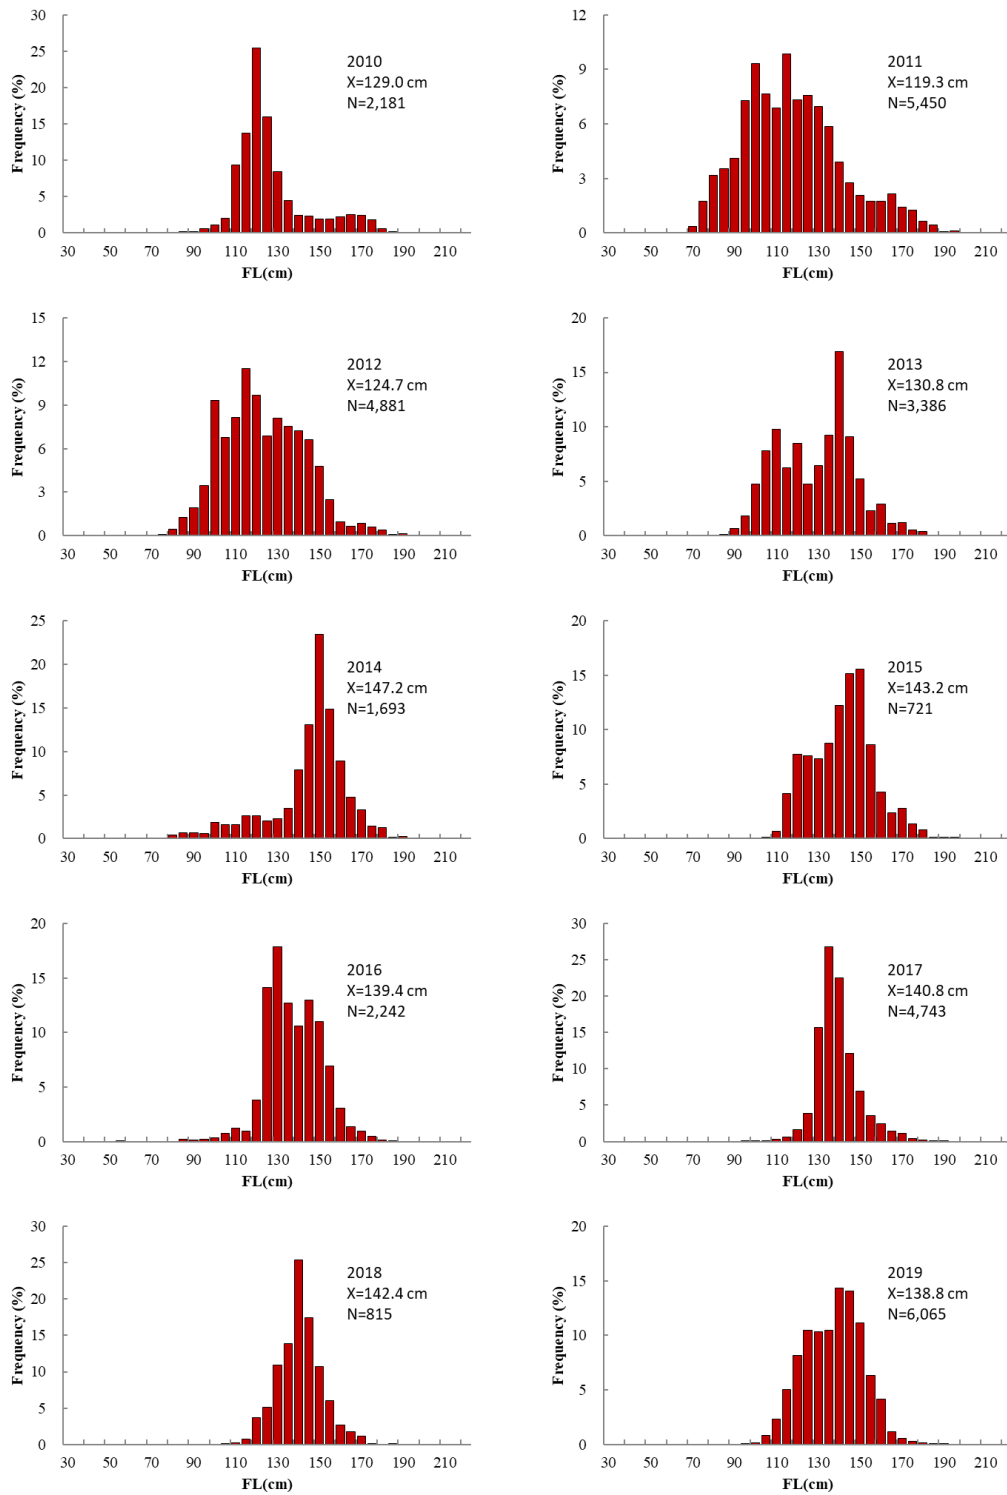 Frequency (%)
30
25
20
15
10
5
0
2010
X=129.0 cm
N=2,181
30 50 70 90 110 130 150 170 190 210
FL(cm)
Frequency (%)
12
9
6
3
0
2011
X=119.3 cm
N=5,450
30 50 70 90 110 130 150 170 190 210
FL(cm)
Frequency (%)
15
12
9
6
3
0
2012
X=124.7 cm
N=4,881
30 50 70 90 110 130 150 170 190 210
FL(cm)
Frequency (%)
20
15
10
5
0
2013
X=130.8 cm
N=3,386
30 50 70 90 110 130 150 170 190 210
FL(cm)
Frequency (%)
25
20
15
10
5
0
2014
X=147.2 cm
N=1,693
30 50 70 90 110 130 150 170 190 210
FL(cm)
Frequency (%)
20
15
10
5
0
2015
X=143.2 cm
N=721
30 50 70 90 110 130 150 170 190 210
FL(cm)
Frequency (%)
20
15
10
5
0
2016
X=139.4 cm
N=2,242
30 50 70 90 110 130 150 170 190 210
FL(cm)
Frequency (%)
30
25
20
15
10
5
0
2017
X=140.8 cm
N=4,743
30 50 70 90 110 130 150 170 190 210
FL(cm)
Frequency (%)
30
25
20
15
10
5
0
2018
X=142.4 cm
N=815
30 50 70 90 110 130 150 170 190 210
FL(cm)
Frequency (%)
20
15
10
5
0
2019
X=138.8 cm
N=6,065
30 50 70 90 110 130 150 170 190 210
FL(cm)